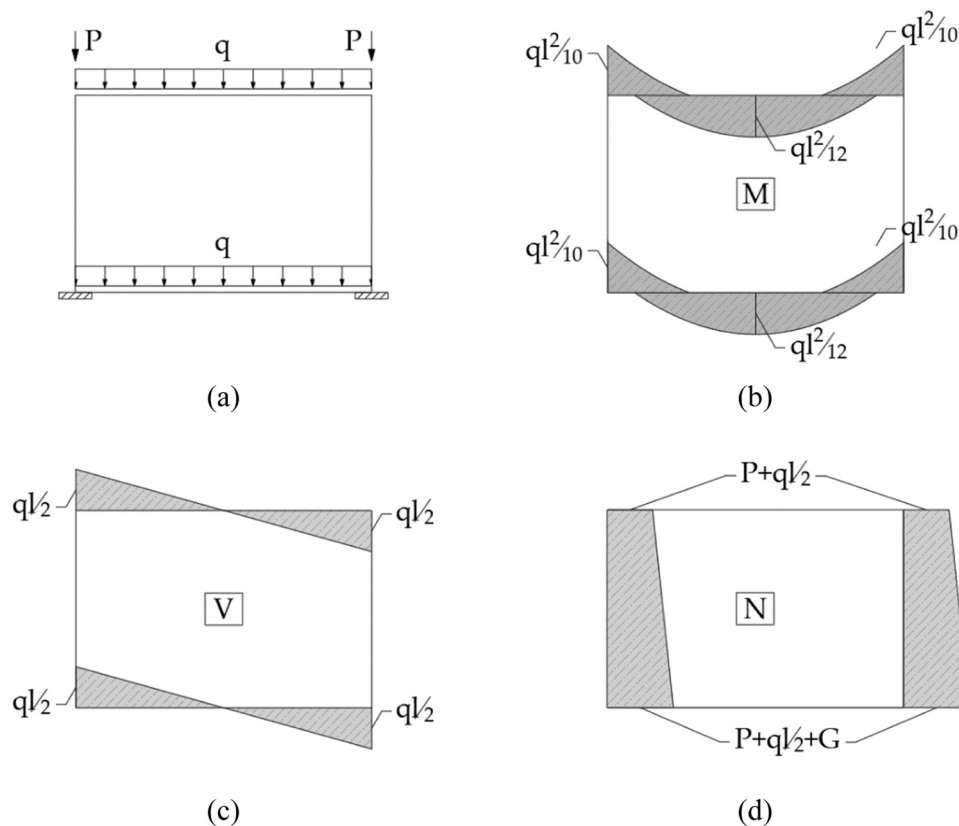 P
q
P
q
(a)
ql²/10
ql²/10
ql²/12
M
ql²/10
ql²/10
ql²/12
(b)
ql/2
ql/2
V
ql/2
ql/2
(c)
P+ql/2
N
P+ql/2+G
(d)